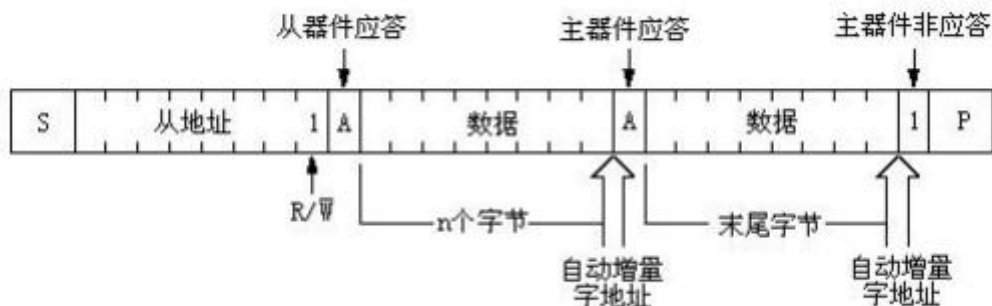 从器件应答 主器件应答 主器件非应答
S 从地址 1 A 数据 A 数据 1 P
R/W̅ n个字节 末尾字节
自动增量 自动增量
字地址 字地址